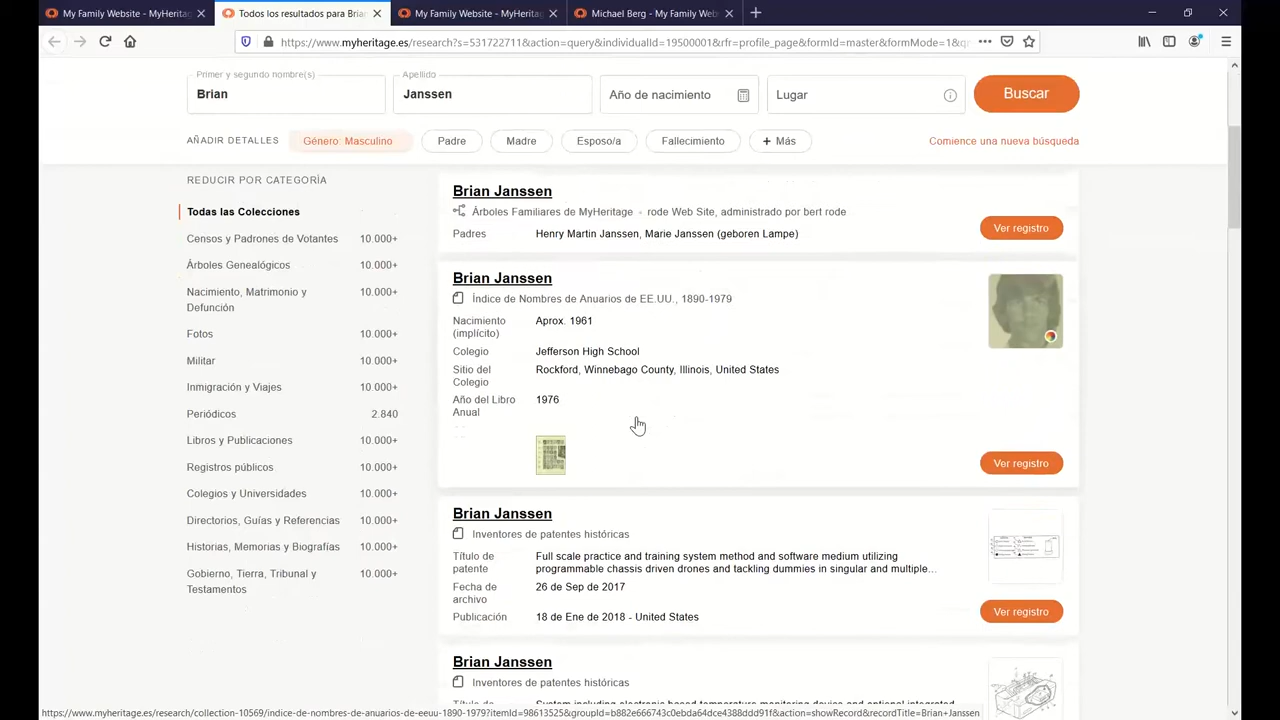 My Family Website - MyHeritage
Todos los resultados para Brian
My Family Website - MyHeritage
Michael Berg - My Family Web
https://www.myheritage.es/research?s=531722711&action=query&individualId=19500001&rfr=profile_page&formId=master&formMode=1&q
Primer y segundo nombre(s)
Brian
Apellido
Janssen
Año de nacimiento
Lugar
Buscar
AÑADIR DETALLES
Género: Masculino
Padre
Madre
Esposo/a
Fallecimiento
+ Más
Comience una nueva búsqueda
REDUCIR POR CATEGORÍA
Todas las Colecciones
Censos y Padrones de Votantes 10.000+
Árboles Genealógicos 10.000+
Nacimiento, Matrimonio y
Defunción 10.000+
Fotos 10.000+
Militar 10.000+
Inmigración y Viajes 10.000+
Periódicos 2.840
Libros y Publicaciones 10.000+
Registros públicos 10.000+
Colegios y Universidades 10.000+
Directorios, Guías y Referencias 10.000+
Historias, Memorias y Biografías 10.000+
Gobierno, Tierra, Tribunal y
Testamentos 10.000+
Brian Janssen
Árboles Familiares de MyHeritage • rode Web Site, administrado por bert rode
Padres Henry Martin Janssen, Marie Janssen (geboren Lampe)
Ver registro
Brian Janssen
Índice de Nombres de Anuarios de EE.UU., 1890-1979
Nacimiento
(implícito) Aprox. 1961
Colegio Jefferson High School
Sitio del
Colegio Rockford, Winnebago County, Illinois, United States
Año del Libro
Anual 1976
Ver registro
Brian Janssen
Inventores de patentes históricas
Título de
patente
Full scale practice and training system method and software medium utilizing
programmable chassis driven drones and tackling dummies in singular and multiple...
Fecha de
archivo 26 de Sep de 2017
Publicación 18 de Ene de 2018 - United States
Ver registro
Brian Janssen
Inventores de patentes históricas
https://www.myheritage.es/research/collection-10569/indice-de-nombres-de-anuarios-de-eeuu-1890-1979?itemId=98613525&groupId=b882e666743c0ebda64dce4388ddd91f&action=showRecord&recordTitle=Brian+Janssen